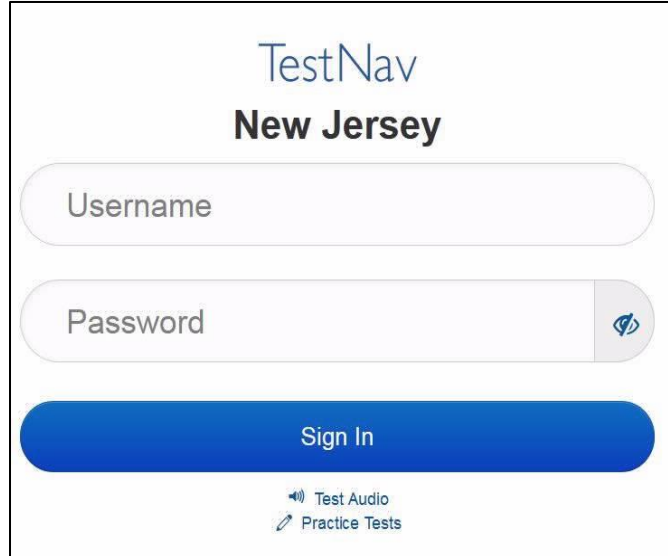 TestNav
New Jersey
Username
Password
Sign In
Test Audio
Practice Tests